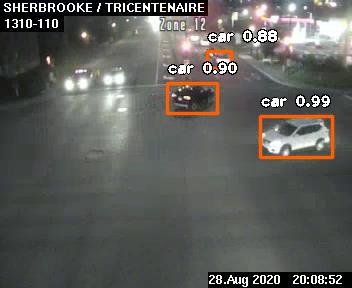 SHERBROOKE / TRICENTENAIRE
1310-110
Zone 12
car 0.88
car 0.90
car 0.99
28.Aug 2020 20:08:52